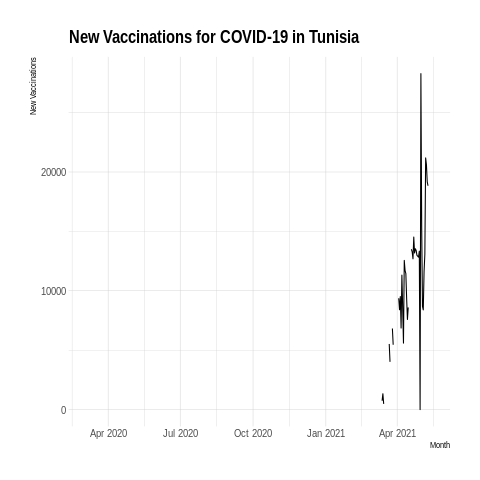 New Vaccinations for COVID-19 in Tunisia
New Vaccinations
20000
10000
0
Apr 2020 Jul 2020 Oct 2020 Jan 2021 Apr 2021
Month